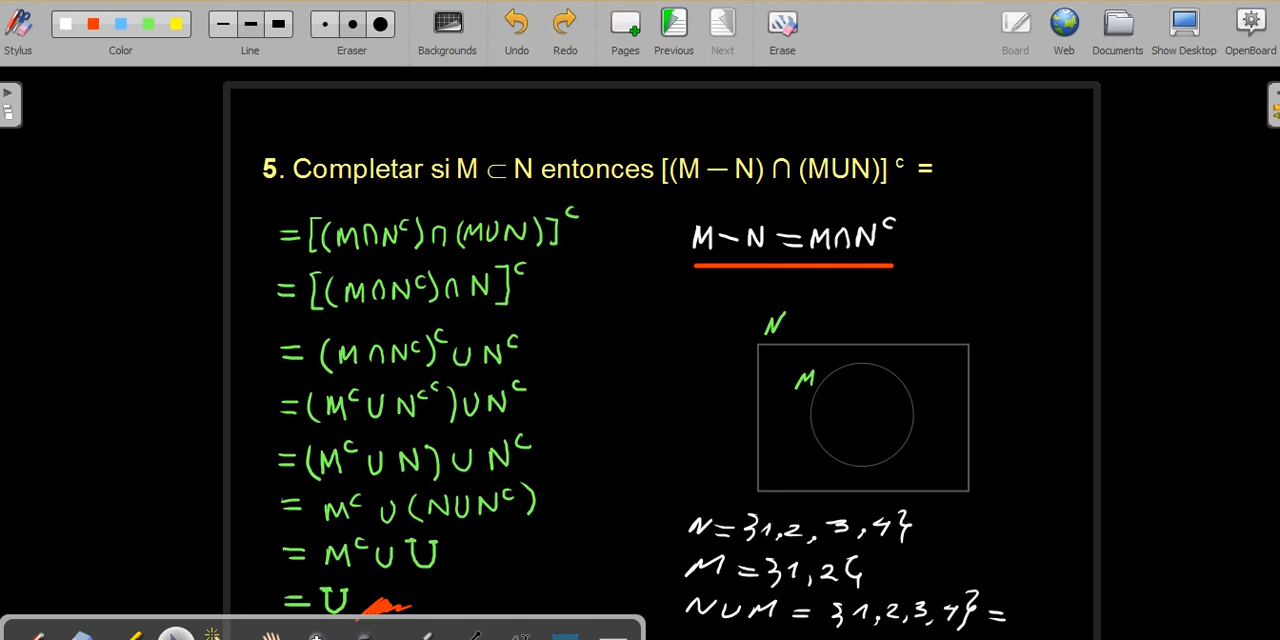 Stylus Color Line Eraser Backgrounds Undo Redo Pages Previous Next Erase Board Web Documents Show Desktop OpenBoard
5. Completar si M ⊂ N entonces [(M – N) ∩ (MUN)] ᶜ =
= [(M∩Nᶜ)∩(M∪N)]ᶜ
= [(M∩Nᶜ)∩N]ᶜ
= (M∩Nᶜ)ᶜ ∪ Nᶜ
= (Mᶜ ∪ Nᶜᶜ) ∪ Nᶜ
= (Mᶜ ∪ N) ∪ Nᶜ
= Mᶜ ∪ (N∪Nᶜ)
= Mᶜ ∪ U
= U
M – N = M∩Nᶜ
N
M
N = {1, 2, 3, 4}
M = {1, 2}
N ∪ M = {1, 2, 3, 4} =